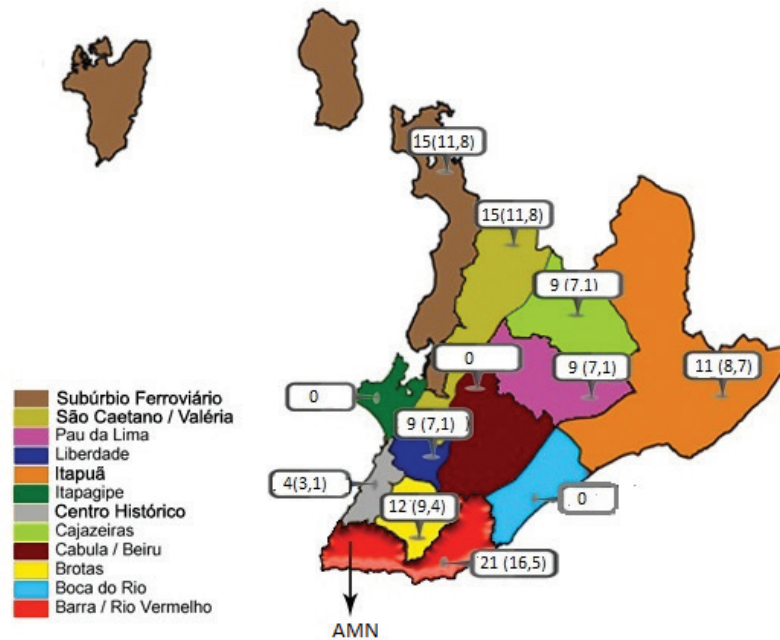 15(11,8)
15(11,8)
9 (7.1)
0
9 (7,1)
11 (8,7)
0
9 (7,1)
4(3,1)
12 (9,4)
0
21 (16,5)
AMN
Subúrbio Ferroviário
São Caetano / Valéria
Pau da Lima
Liberdade
Itapuã
Itapagipe
Centro Histórico
Cajazeiras
Cabula / Beiru
Brotas
Boca do Rio
Barra / Rio Vermelho